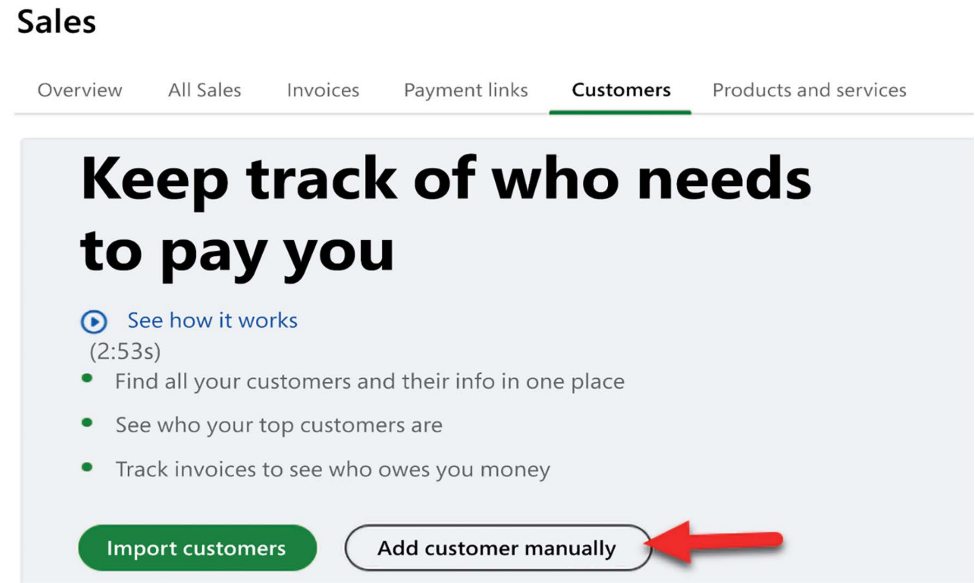 Sales
Overview All Sales Invoices Payment links Customers Products and services
Keep track of who needs
to pay you
See how it works
(2:53s)
Find all your customers and their info in one place
See who your top customers are
Track invoices to see who owes you money
Import customers Add customer manually